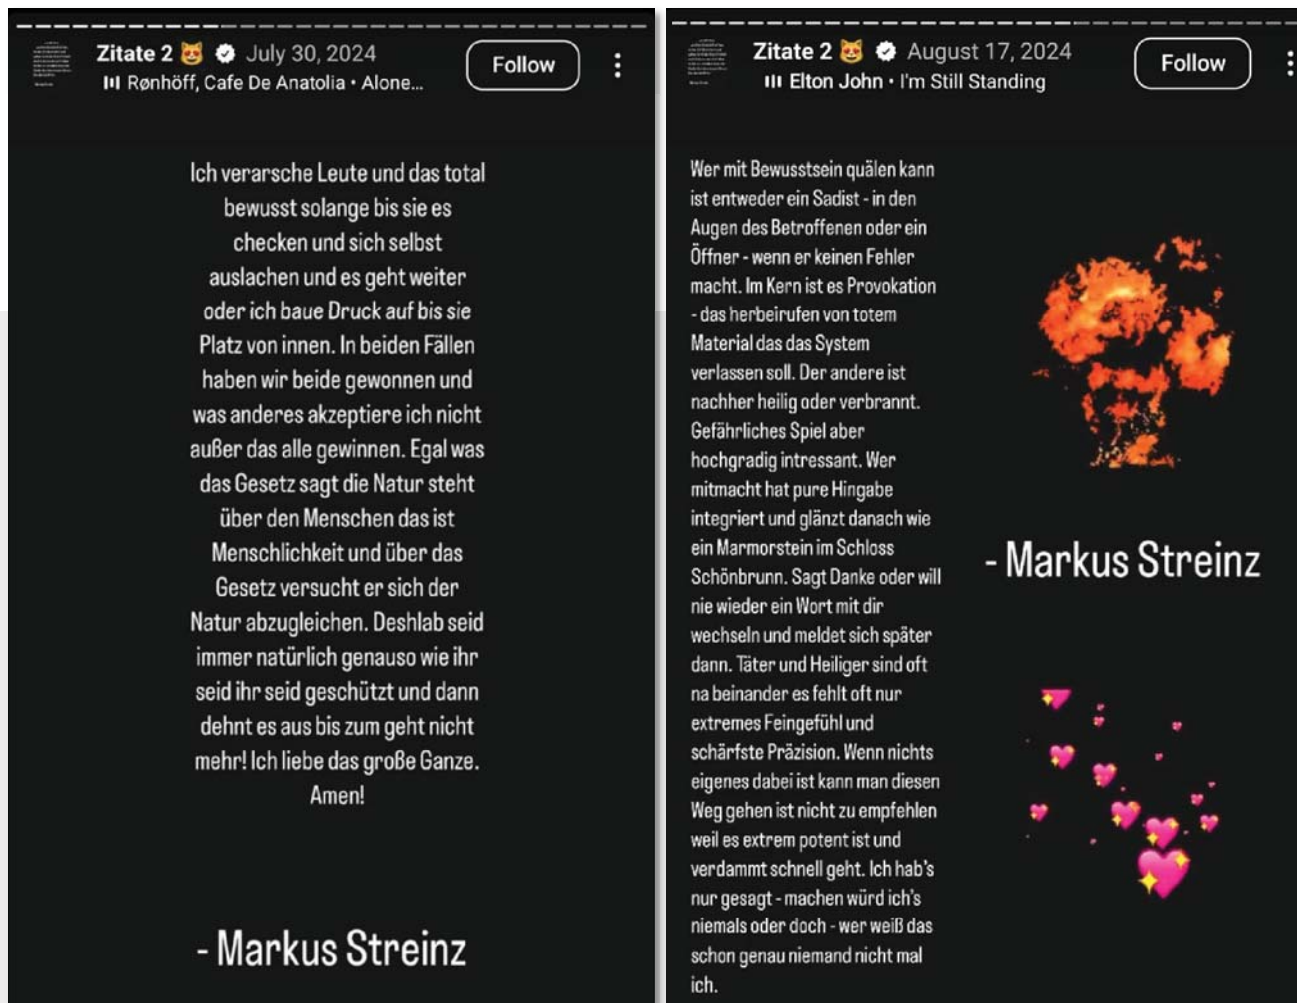 Zitate 2 😻 July 30, 2024
Rønhöff, Cafe De Anatolia • Alone...
Follow
Ich verarsche Leute und das total
bewusst solange bis sie es
checken und sich selbst
auslachen und es geht weiter
oder ich baue Druck auf bis sie
Platz von innen. In beiden Fällen
haben wir beide gewonnen und
was anderes akzeptiere ich nicht
außer das alle gewinnen. Egal was
das Gesetz sagt die Natur steht
über den Menschen das ist
Menschlichkeit und über das
Gesetz versucht er sich der
Natur abzugleichen. Deshlab seid
immer natürlich genauso wie ihr
seid ihr seid geschützt und dann
dehnt es aus bis zum geht nicht
mehr! Ich liebe das große Ganze.
Amen!
- Markus Streinz
Zitate 2 😻 August 17, 2024
Elton John • I'm Still Standing
Follow
Wer mit Bewusstsein quälen kann
ist entweder ein Sadist - in den
Augen des Betroffenen oder ein
Öffner - wenn er keinen Fehler
macht. Im Kern ist es Provokation
- das herbeirufen von totem
Material das das System
verlassen soll. Der andere ist
nachher heilig oder verbrannt.
Gefährliches Spiel aber
hochgradig intressant. Wer
mitmacht hat pure Hingabe
integriert und glänzt danach wie
ein Marmorstein im Schloss
Schönbrunn. Sagt Danke oder will
nie wieder ein Wort mit dir
wechseln und meldet sich später
dann. Täter und Heiliger sind oft
na beinander es fehlt oft nur
extremes Feingefühl und
schärfste Präzision. Wenn nichts
eigenes dabei ist kann man diesen
Weg gehen ist nicht zu empfehlen
weil es extrem potent ist und
verdammt schnell geht. Ich hab's
nur gesagt - machen würd ich's
niemals oder doch - wer weiß das
schon genau niemand nicht mal
ich.
- Markus Streinz